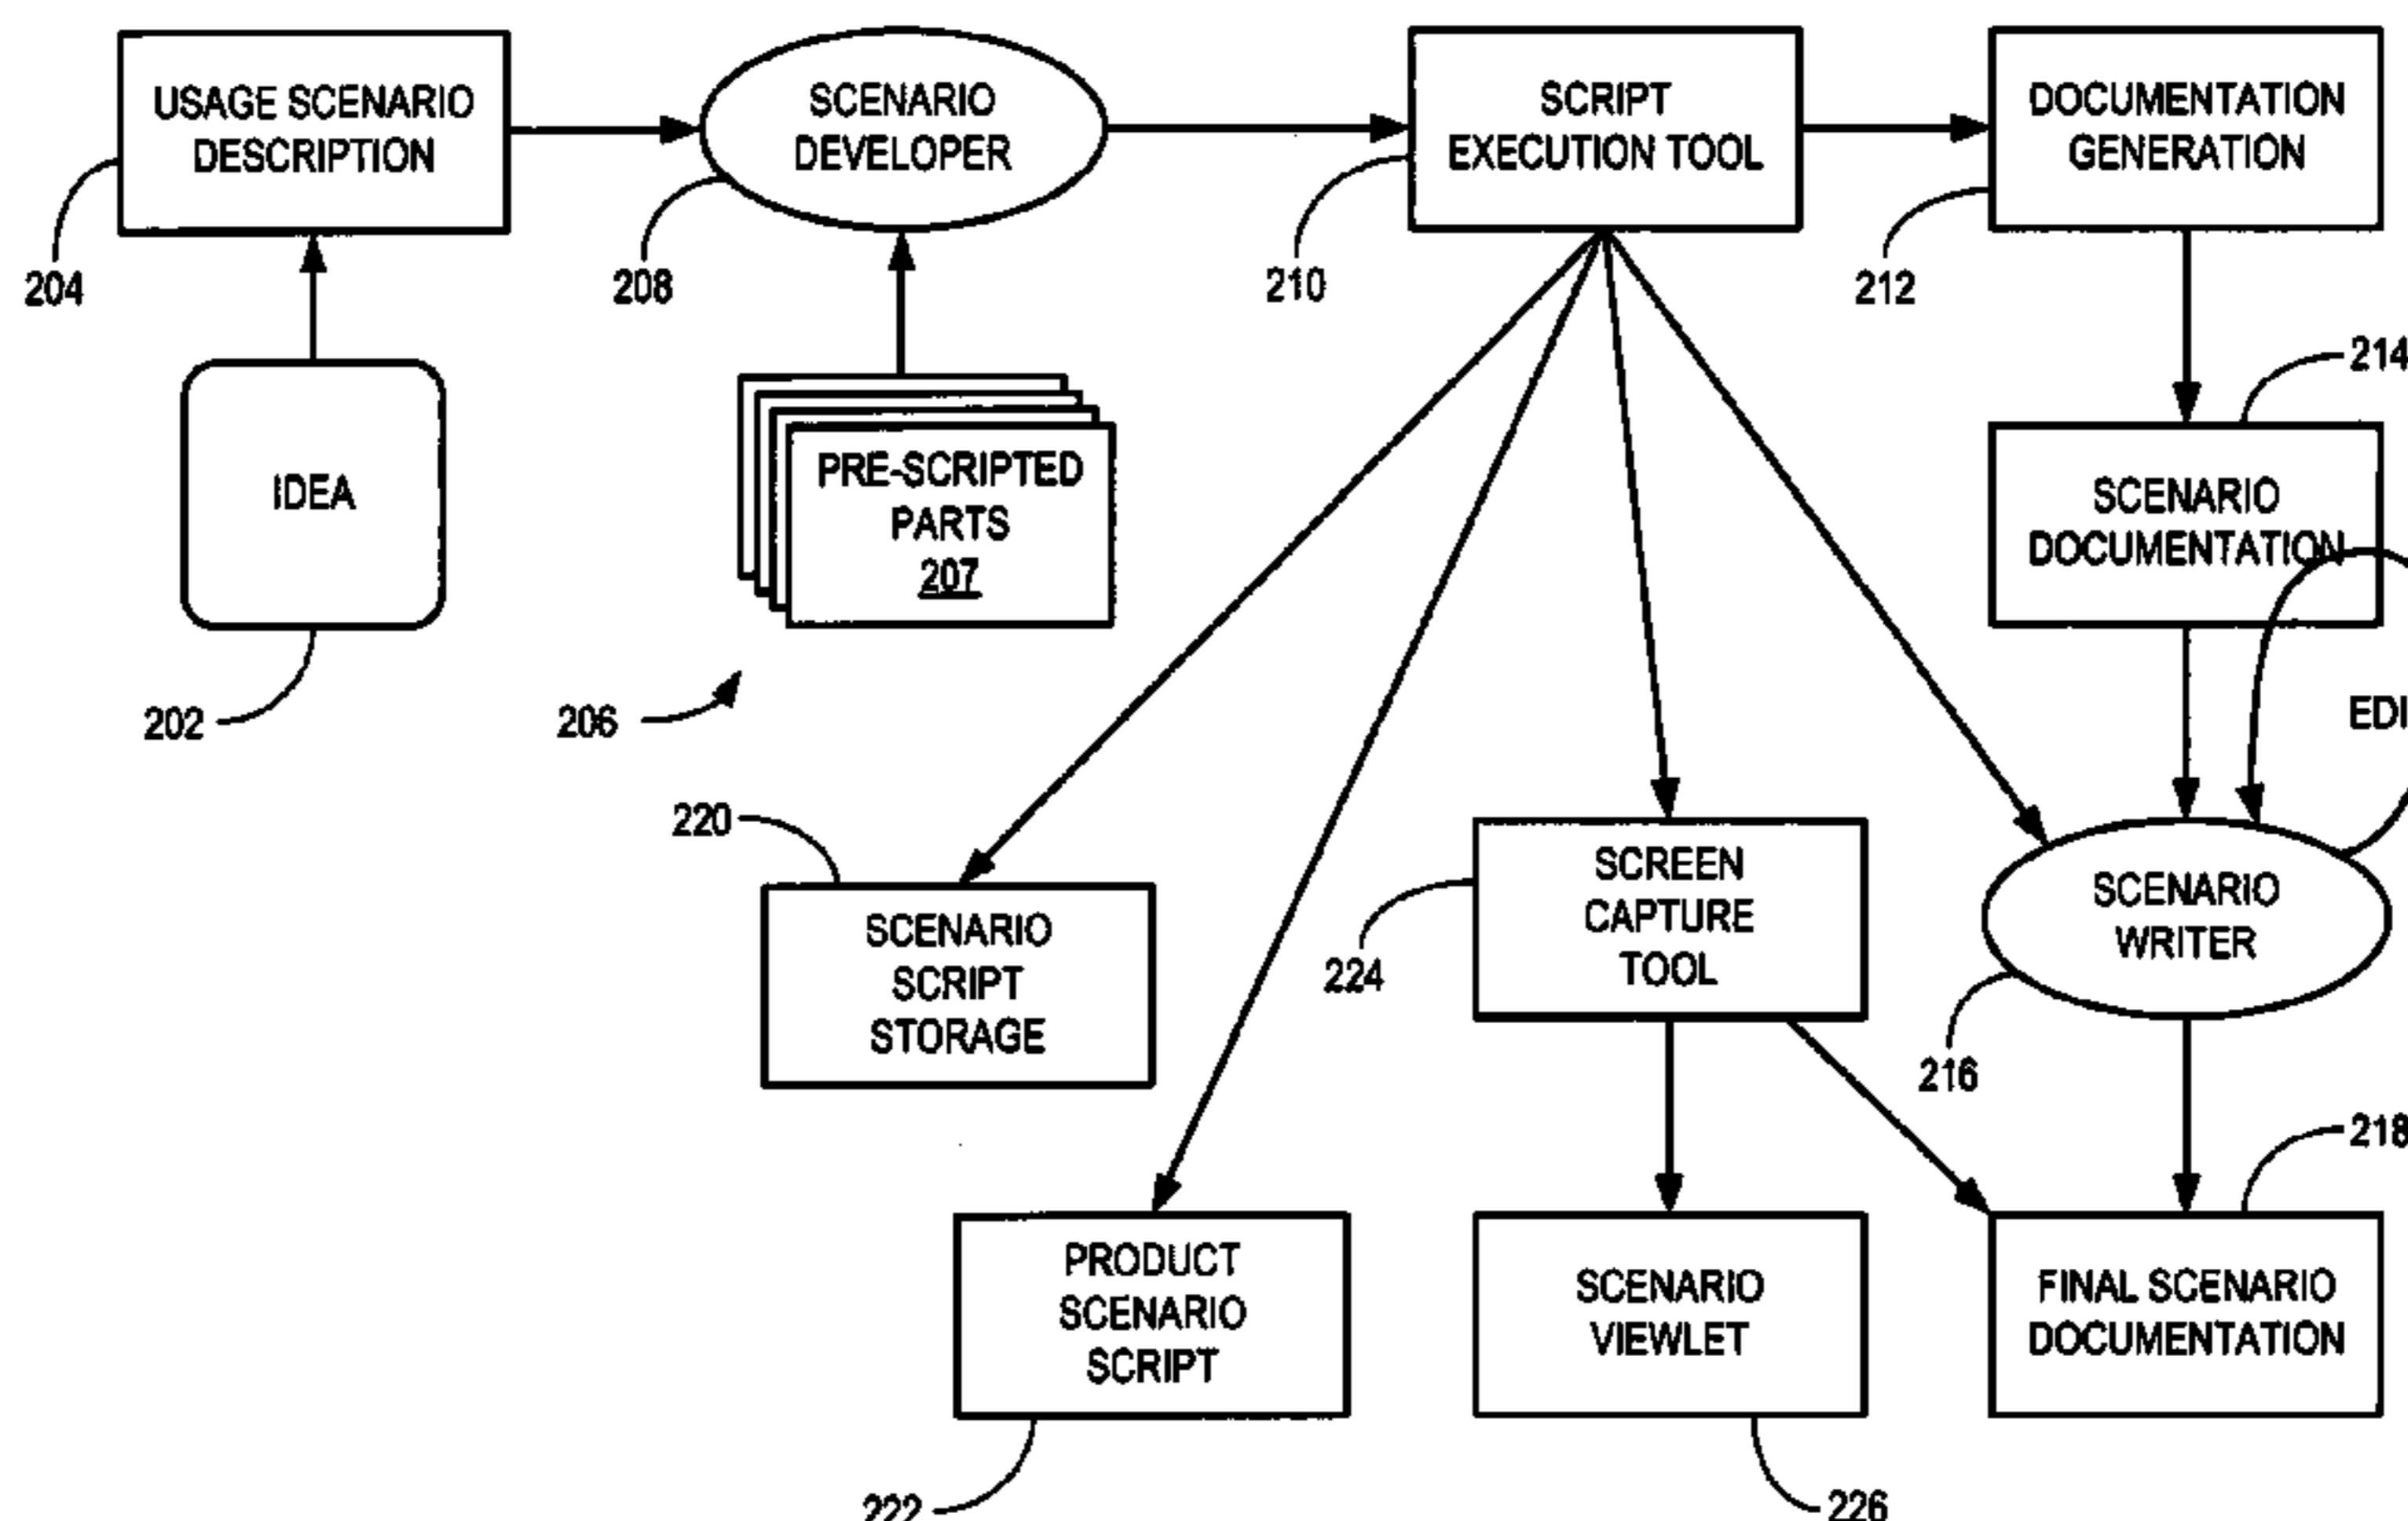 USAGE SCENARIO
DESCRIPTION
204
SCENARIO
DEVELOPER
208
SCRIPT
EXECUTION TOOL
210
DOCUMENTATION
GENERATION
212
IDEA
202
PRE-SCRIPTED
PARTS
207
206
214
SCENARIO
DOCUMENTATION
EDI
220
SCENARIO
SCRIPT
STORAGE
SCREEN
CAPTURE
TOOL
224
SCENARIO
WRITER
216
218
PRODUCT
SCENARIO
SCRIPT
222
SCENARIO
VIEWLET
226
FINAL SCENARIO
DOCUMENTATION